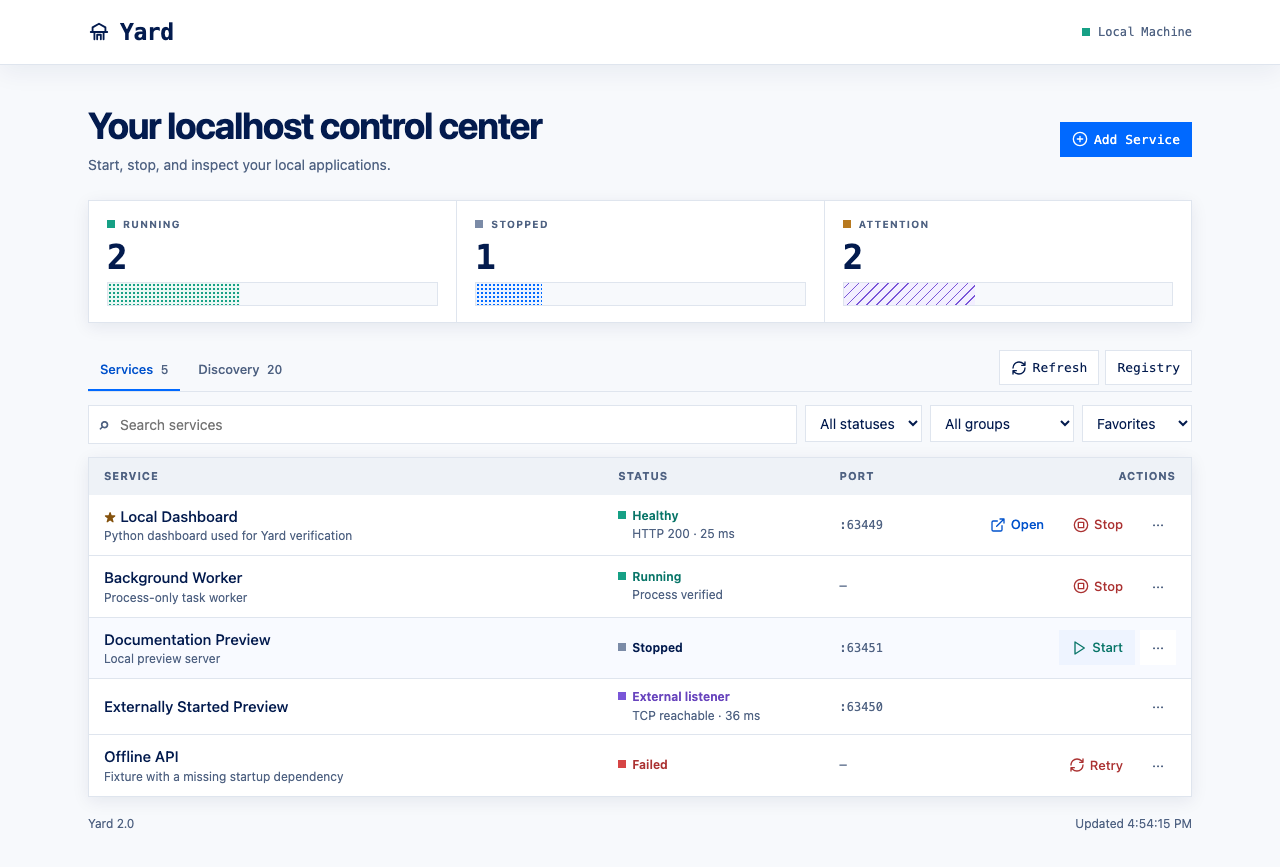 Yard
Local Machine
Your localhost control center
Start, stop, and inspect your local applications.
Add Service
RUNNING
2
STOPPED
1
ATTENTION
2
Services 5
Discovery 20
Refresh
Registry
Search services
All statuses
All groups
Favorites
SERVICE STATUS PORT ACTIONS
Local Dashboard
Python dashboard used for Yard verification
Healthy
HTTP 200 · 25 ms
:63449
Open
Stop
...
Background Worker
Process-only task worker
Running
Process verified
—
Stop
...
Documentation Preview
Local preview server
Stopped
:63451
Start
...
Externally Started Preview
External listener
TCP reachable · 36 ms
:63450
...
Offline API
Fixture with a missing startup dependency
Failed
—
Retry
...
Yard 2.0
Updated 4:54:15 PM